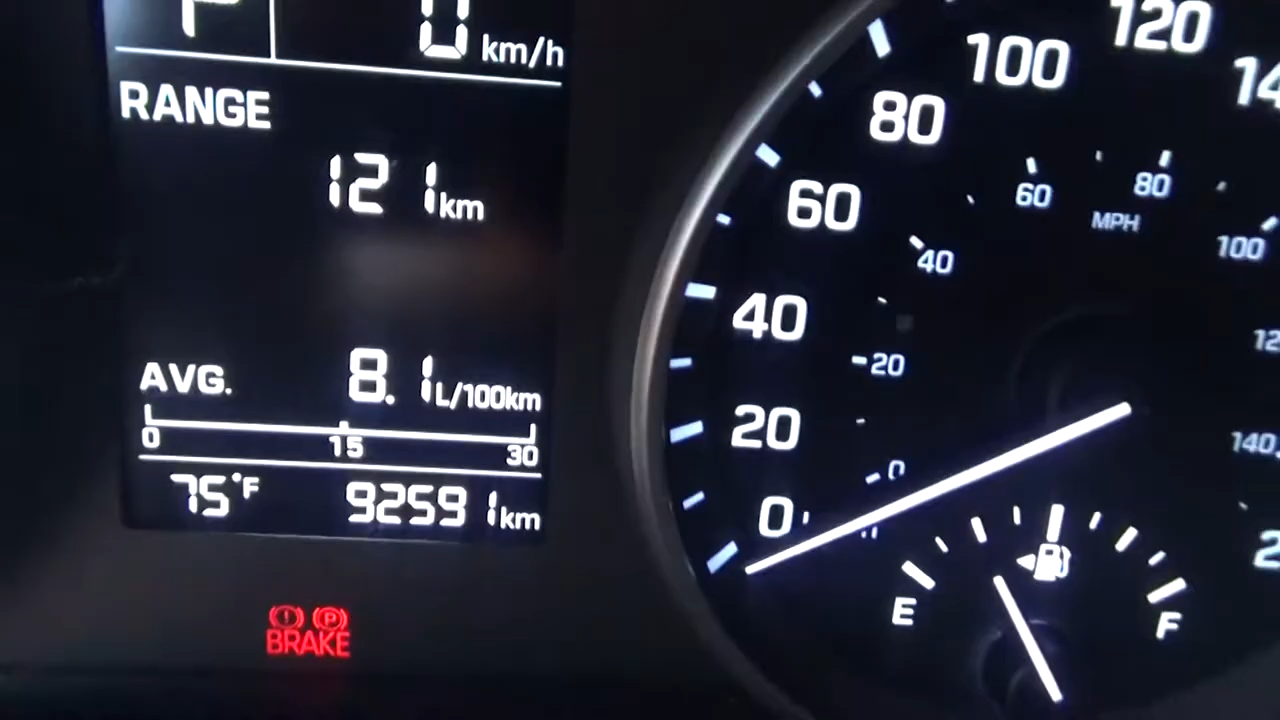 P 0 km/h
RANGE
121 km
AVG. 8.1 L/100km
0 15 30
75°F 92591 km
BRAKE
0 20 40 60 80 100 120
0 20 40 60 80 100
MPH
140
E F